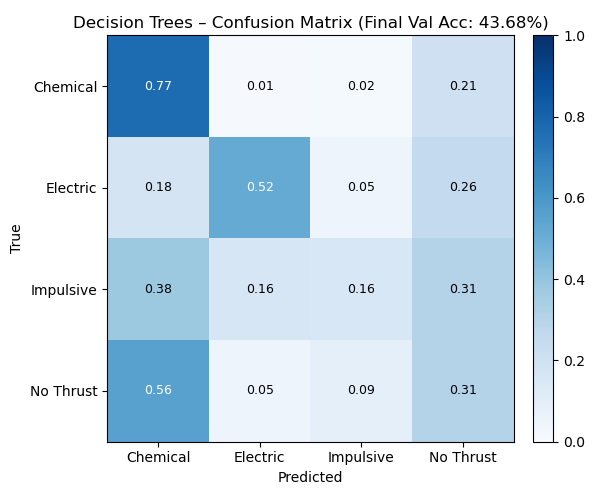 Decision Trees – Confusion Matrix (Final Val Acc: 43.68%)
Chemical 0.77 0.01 0.02 0.21
Electric 0.18 0.52 0.05 0.26
Impulsive 0.38 0.16 0.16 0.31
No Thrust 0.56 0.05 0.09 0.31
Chemical Electric Impulsive No Thrust
Predicted
True
1.0
0.8
0.6
0.4
0.2
0.0